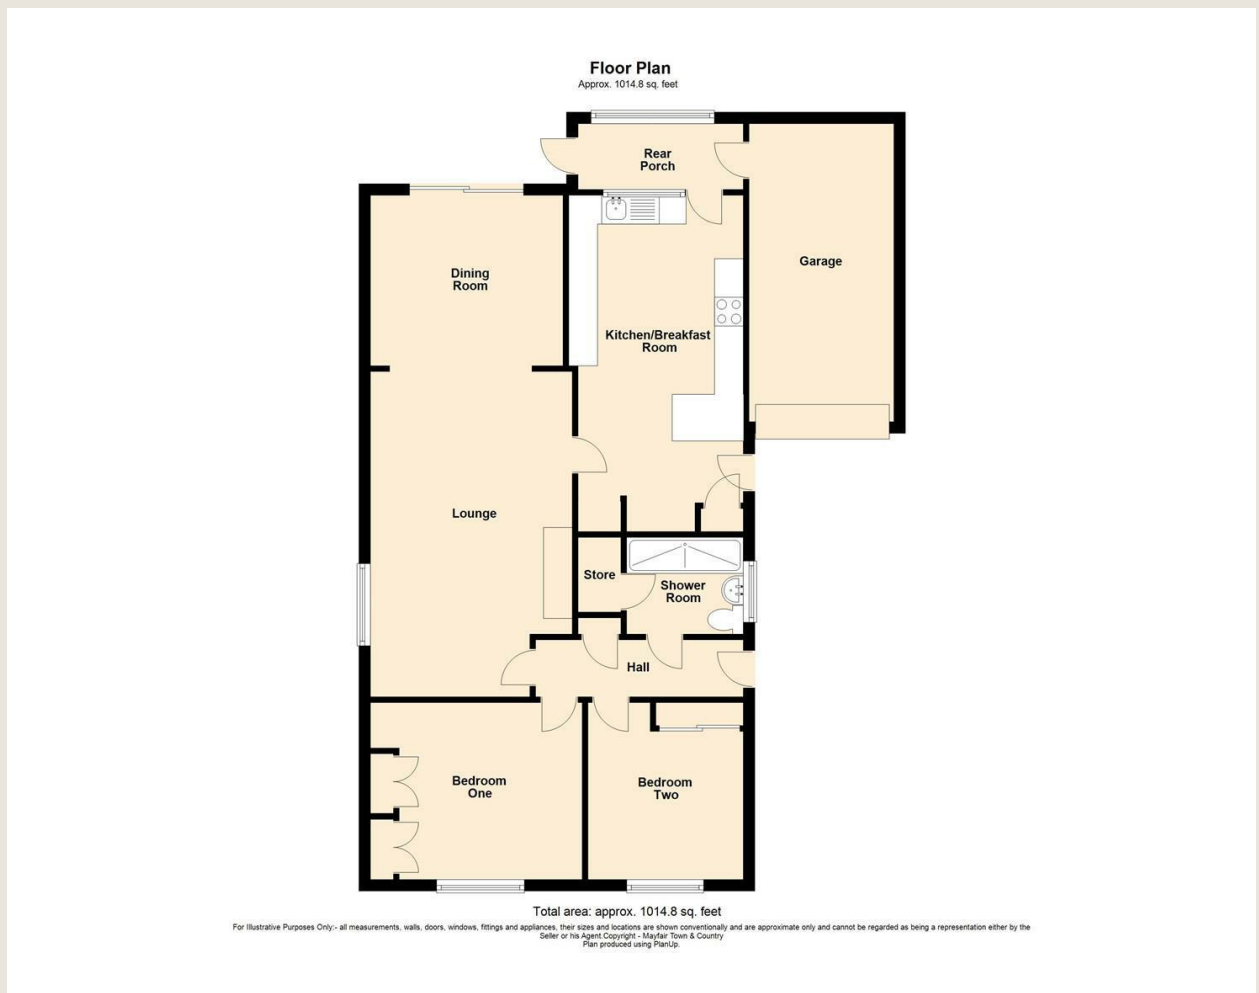 Floor Plan
Approx. 1014.8 sq. feet
Rear
Porch
Garage
Dining
Room
Kitchen/Breakfast
Room
Lounge
Store
Shower
Room
Hall
Bedroom
One
Bedroom
Two
Total area: approx. 1014.8 sq. feet
For Illustrative Purposes Only:- all measurements, walls, doors, windows, fittings and appliances, their sizes and locations are shown conventionally and are approximate only and cannot be regarded as being a representation either by the
Seller or his Agent.Copyright - Mayfair Town & Country
Plan produced using PlanUp.